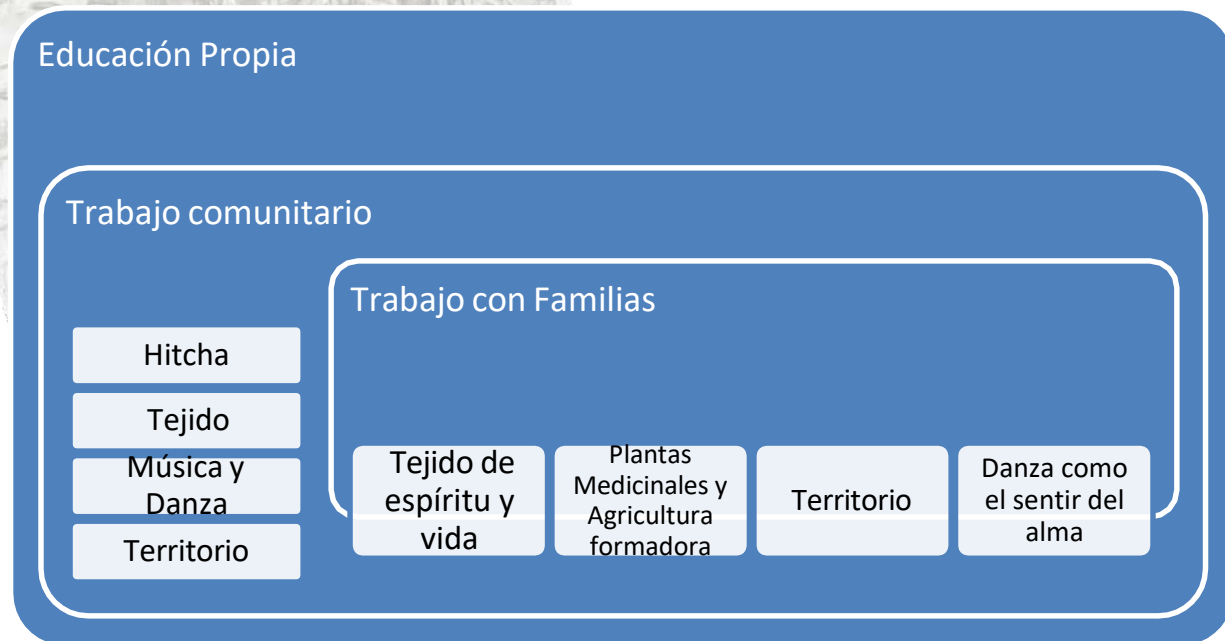 Educación Propia
Trabajo comunitario
Hitcha
Tejido
Música y
Danza
Territorio
Trabajo con Familias
Tejido de
espíritu y
vida
Plantas
Medicinales y
Agricultura
formadora
Territorio
Danza como
el sentir del
alma